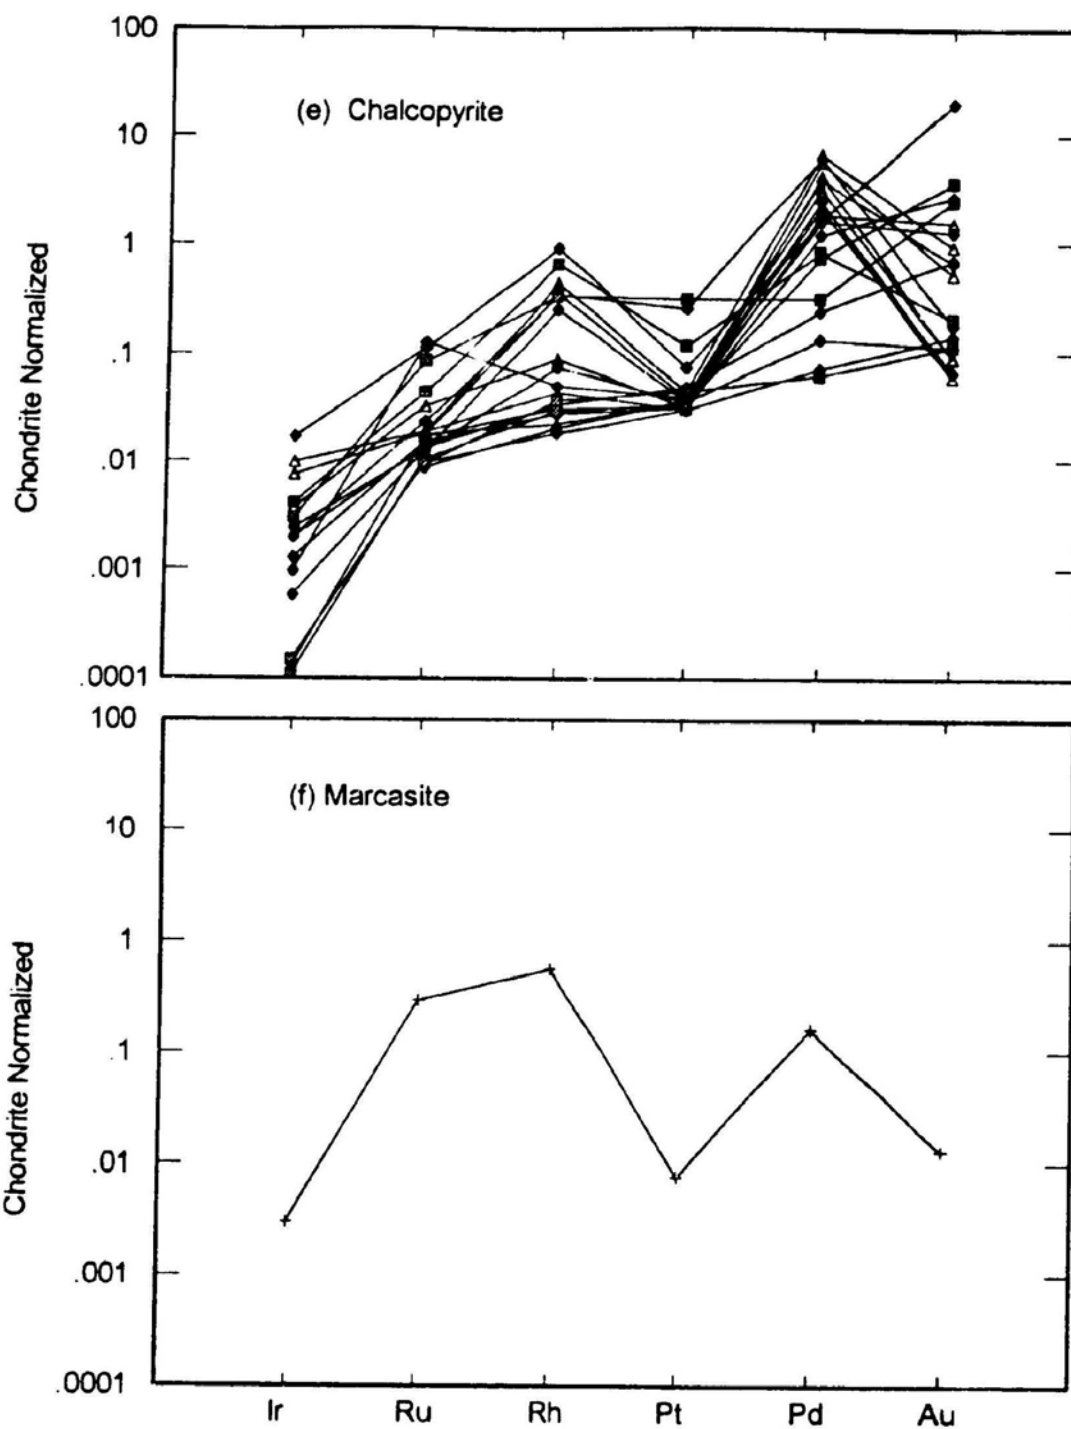 100
(e) Chalcopyrite
10
1
.1
.01
.001
.0001
Chondrite Normalized
100
(f) Marcasite
10
1
.1
.01
.001
.0001
Chondrite Normalized
Ir Ru Rh Pt Pd Au